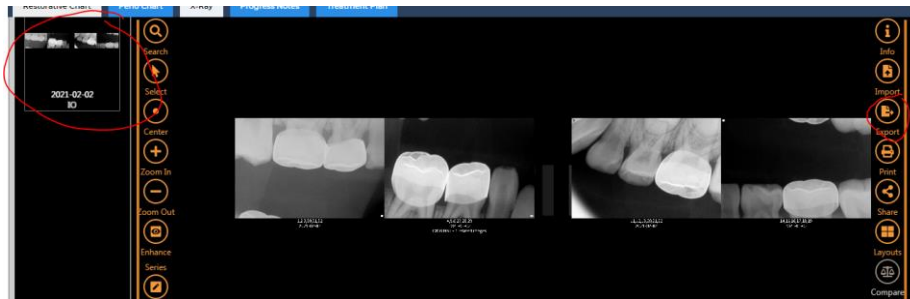 Restorative Chart
Perio Chart
X-Ray
Progress Notes
Treatment Plan
2021-02-02
IO
Search
Select
Center
Zoom In
Zoom Out
Enhance
Series
Info
Import
Export
Print
Share
Layouts
Compare